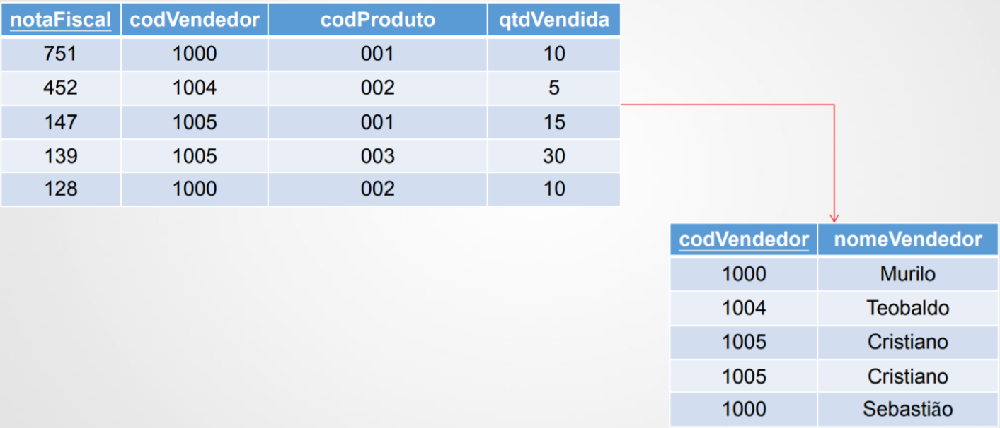 notaFiscal codVendedor codProduto qtdVendida
751 1000 001 10
452 1004 002 5
147 1005 001 15
139 1005 003 30
128 1000 002 10
codVendedor nomeVendedor
1000 Murilo
1004 Teobaldo
1005 Cristiano
1005 Cristiano
1000 Sebastião